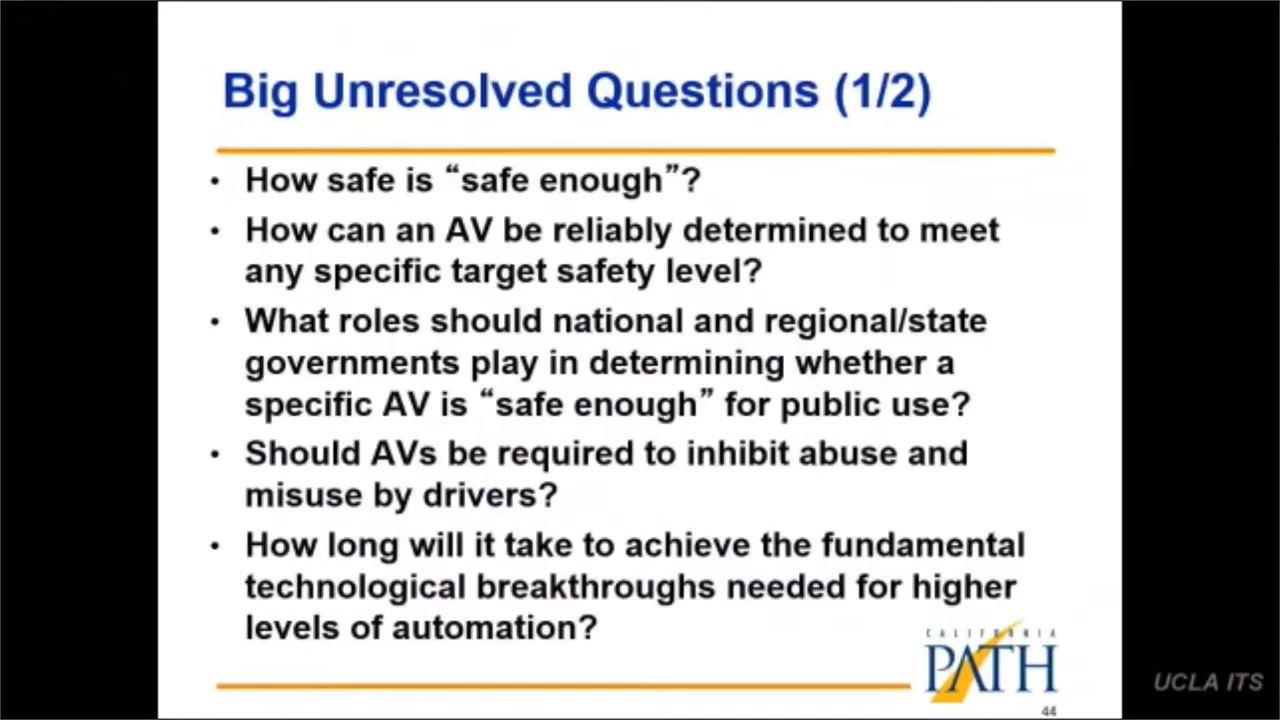 Big Unresolved Questions (1/2)
• How safe is “safe enough”?
• How can an AV be reliably determined to meet
any specific target safety level?
• What roles should national and regional/state
governments play in determining whether a
specific AV is “safe enough” for public use?
• Should AVs be required to inhibit abuse and
misuse by drivers?
• How long will it take to achieve the fundamental
technological breakthroughs needed for higher
levels of automation?
CALIFORNIA
PATH
44
UCLA ITS